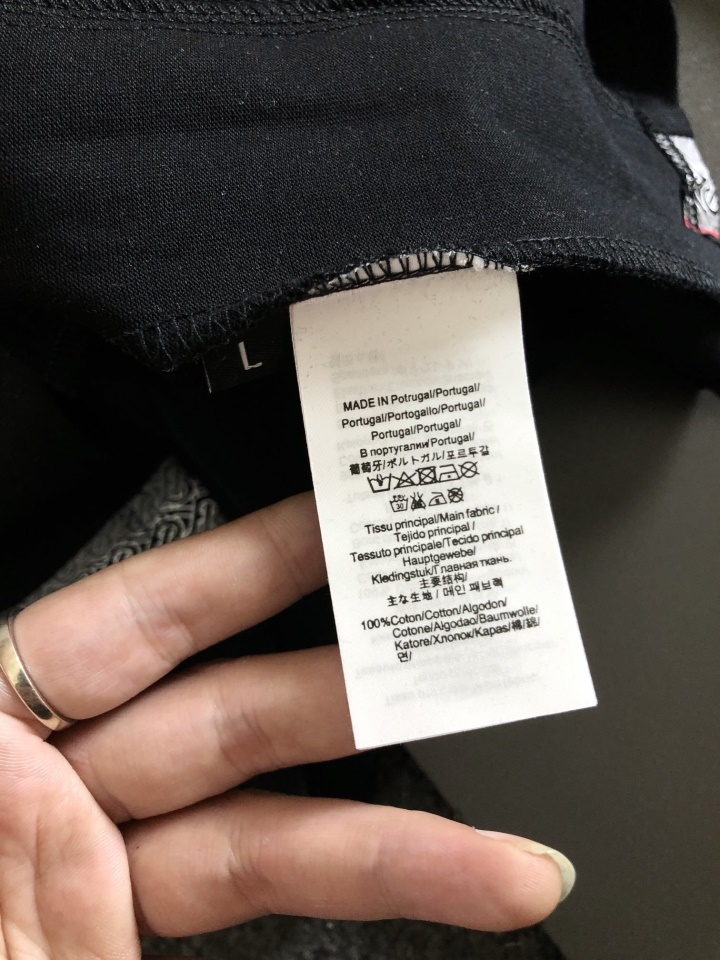 L
MADE IN Potrugal/Portugal/
Portugal/Portogallo/Portugal/
Portugal/Portugal/
В португалии/Portugal/
葡萄牙/ポルトガル/포르투갈
30
Tissu principal/Main fabric /
Tejido principal /
Tessuto principale/Tecido principal
Hauptgewebe/
Kledingstuk/Главная ткань.
主要结构/
主な生地 / 메인 패브릭
100%Coton/Cotton/Algodon/
Cotone/Algodao/Baumwolle/
Katore/Хлопок/Kapas/棉/綿/
면/